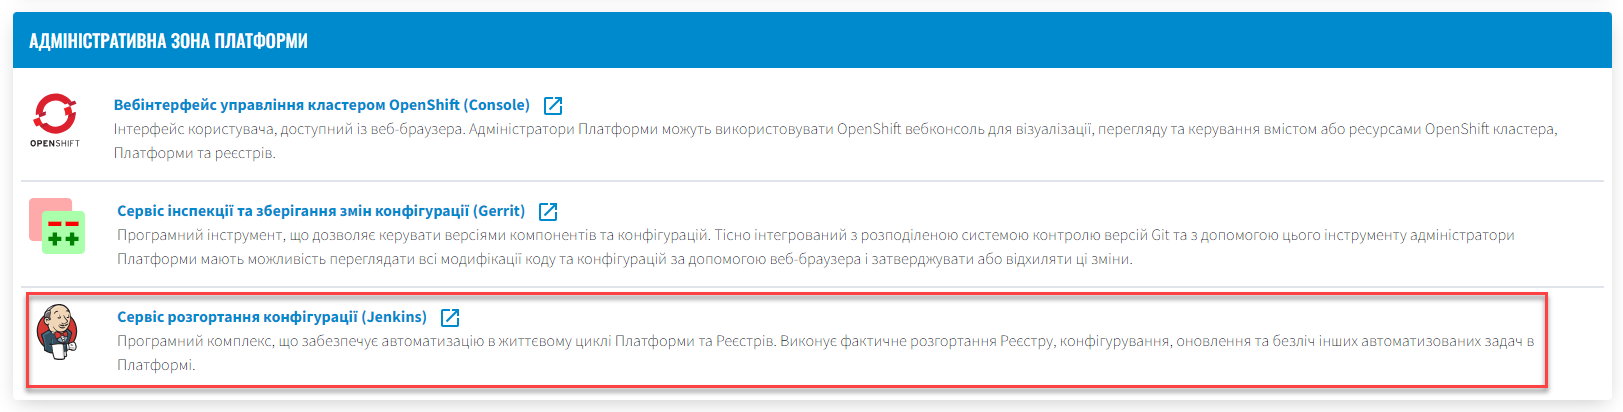 АДМІНІСТРАТИВНА ЗОНА ПЛАТФОРМИ
Вебінтерфейс управління кластером OpenShift (Console)
Інтерфейс користувача, доступний із веб-браузера. Адміністратори Платформи можуть використовувати OpenShift вебконсоль для візуалізації, перегляду та керування вмістом або ресурсами OpenShift кластера,
Платформи та реєстрів.
OPENSHIFT
Сервіс інспекції та зберігання змін конфігурації (Gerrit)
Програмний інструмент, що дозволяє керувати версіями компонентів та конфігурацій. Тісно інтегрований з розподіленою системою контролю версій Git та з допомогою цього інструменту адміністратори
Платформи мають можливість переглядати всі модифікації коду та конфігурацій за допомогою веб-браузера і затверджувати або відхиляти ці зміни.
Сервіс розгортання конфігурації (Jenkins)
Програмний комплекс, що забезпечує автоматизацію в життєвому циклі Платформи та Реєстрів. Виконує фактичне розгортання Реєстру, конфігурування, оновлення та безліч інших автоматизованих задач в
Платформі.